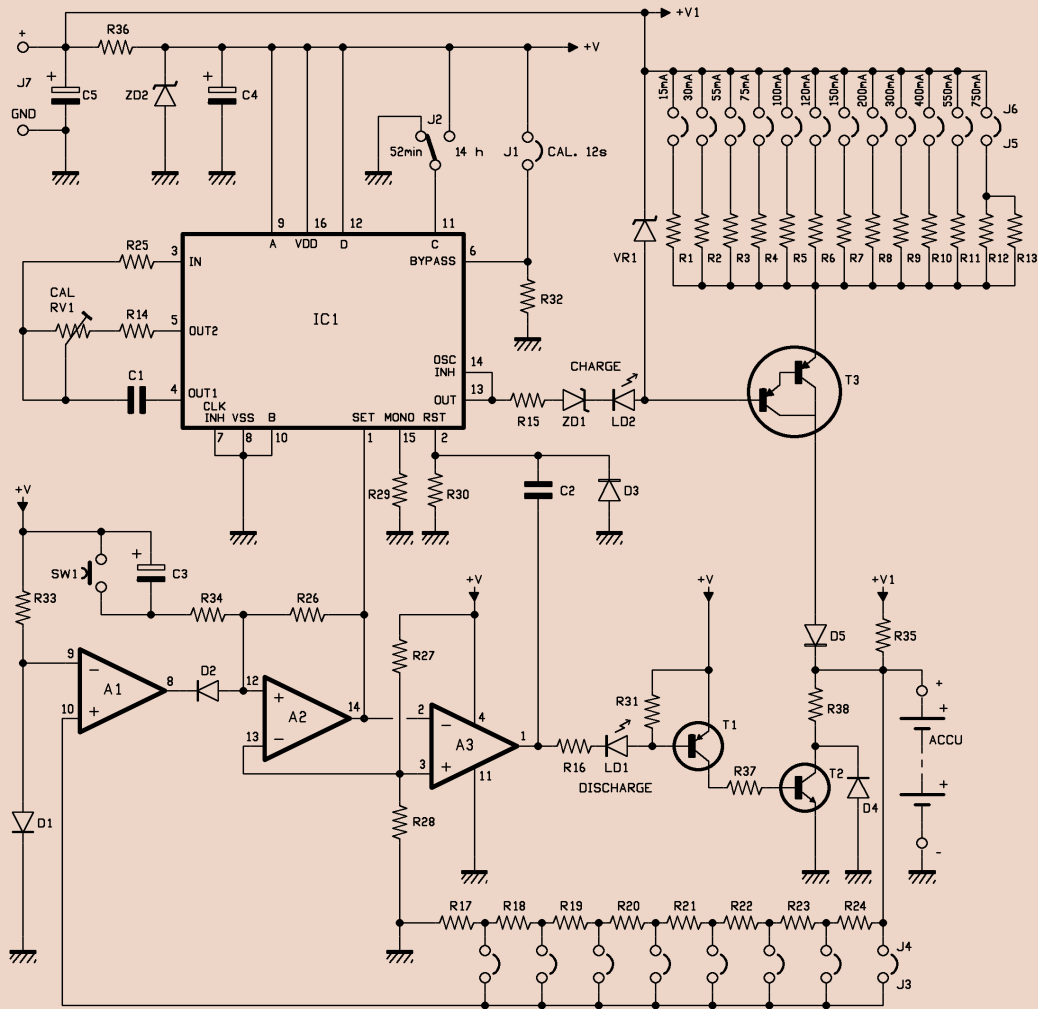 + R36 +V1
+V
J7
+ C5 ZD2 + C4
GND
J2
52min 14 h J1 CAL. 12s
15mA 30mA 55mA 75mA 100mA 120mA 150mA 200mA 300mA 400mA 550mA 750mA
J6
J5
9 16 12 11
A VDD D C
R25 3 IN BYPASS 6
VR1 R1 R2 R3 R4 R5 R6 R7 R8 R9 R10 R11 R12 R13
CAL
RV1 R14 5 OUT2 IC1 R32
C1 4 OUT1
OSC
INH 14
OUT 13
CHARGE
R15 ZD1 LD2 T3
CLK
INH VSS B SET MONO RST
7 8 10 1 15 2
R29 R30 C2 D3
+V
SW1 + C3
R33 R34 R26
+V +V +V1
R27 D5 R35
9 - A1 8 D2 12 + A2 14
10 + 13 -
2 - A3 4 1
3 + 11
R31 T1
R16 LD1
DISCHARGE
R37 T2 R38 D4
+
+
ACCU
+
-
D1 R28
R17 R18 R19 R20 R21 R22 R23 R24
J4
J3